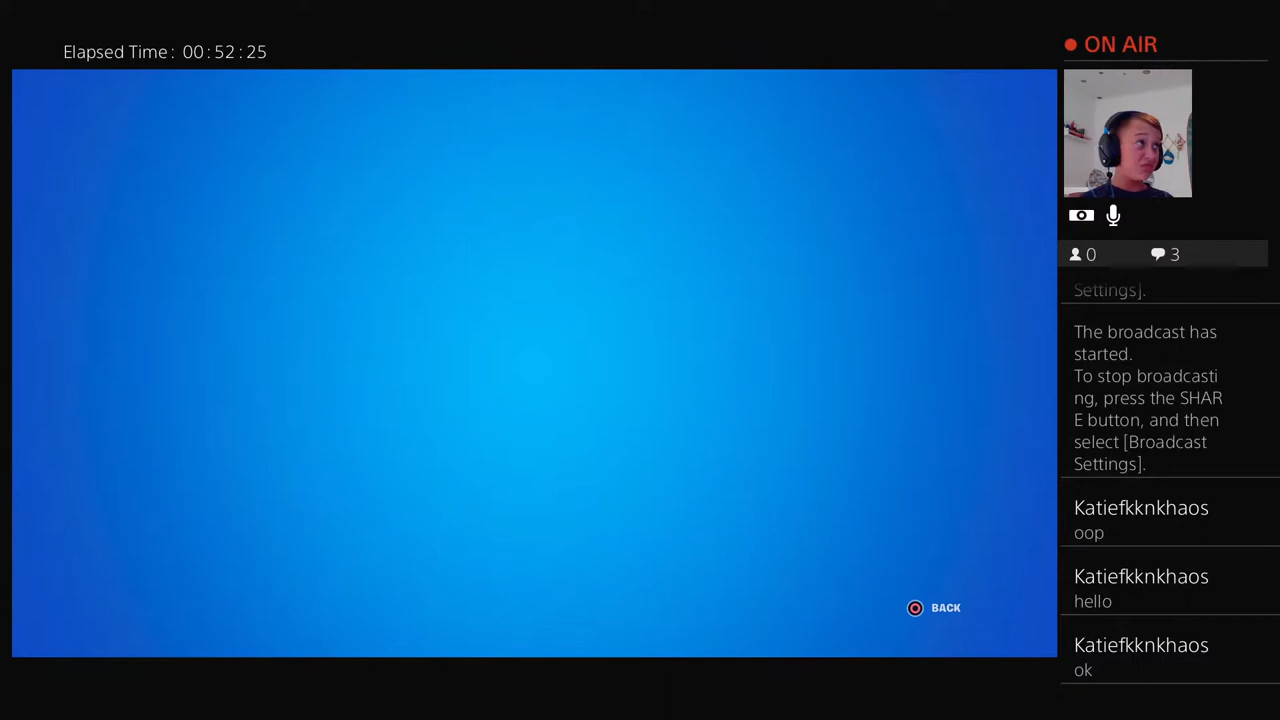 Elapsed Time: 00:52:25
ON AIR
0
3
Settings].
The broadcast has
started.
To stop broadcasti
ng, press the SHAR
E button, and then
select [Broadcast
Settings].
Katiefkknkhaos
oop
Katiefkknkhaos
hello
Katiefkknkhaos
ok
BACK